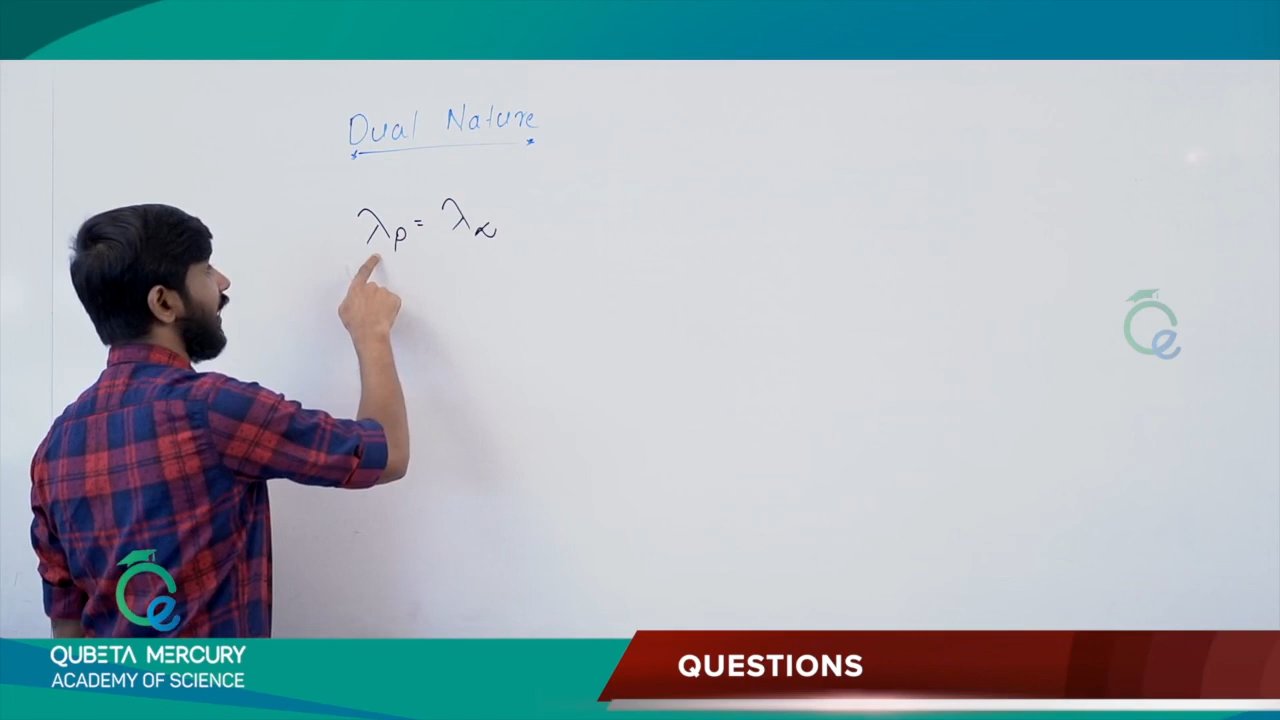 Dual Nature
λp = λα
QUBETA MERCURY
ACADEMY OF SCIENCE
QUESTIONS